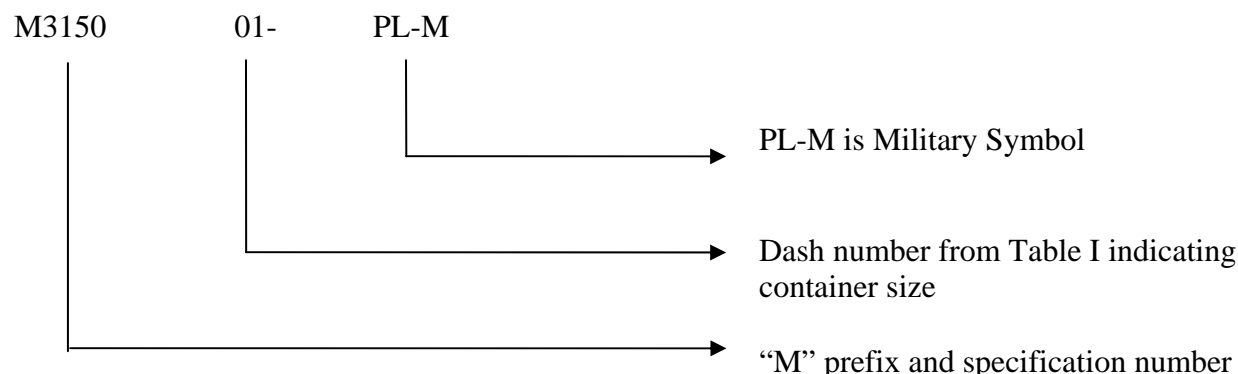 M3150 01- PL-M
PL-M is Military Symbol
Dash number from Table I indicating
container size
“M” prefix and specification number